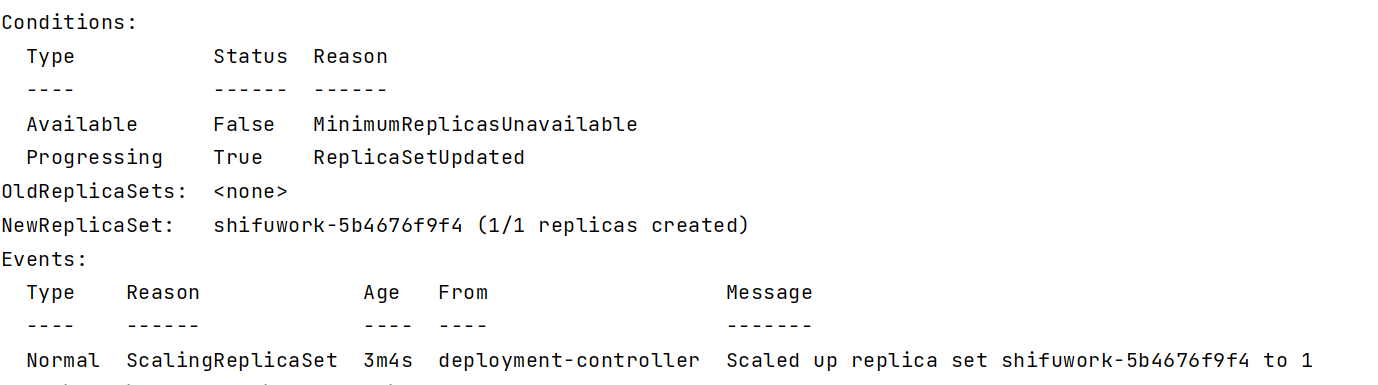 Conditions:
  Type           Status  Reason
  ----           ------  ------
  Available      False   MinimumReplicasUnavailable
  Progressing    True    ReplicaSetUpdated
OldReplicaSets:  <none>
NewReplicaSet:   shifuwork-5b4676f9f4 (1/1 replicas created)
Events:
  Type    Reason             Age   From                   Message
  ----    ------             ----  ----                   -------
  Normal  ScalingReplicaSet  3m4s  deployment-controller  Scaled up replica set shifuwork-5b4676f9f4 to 1